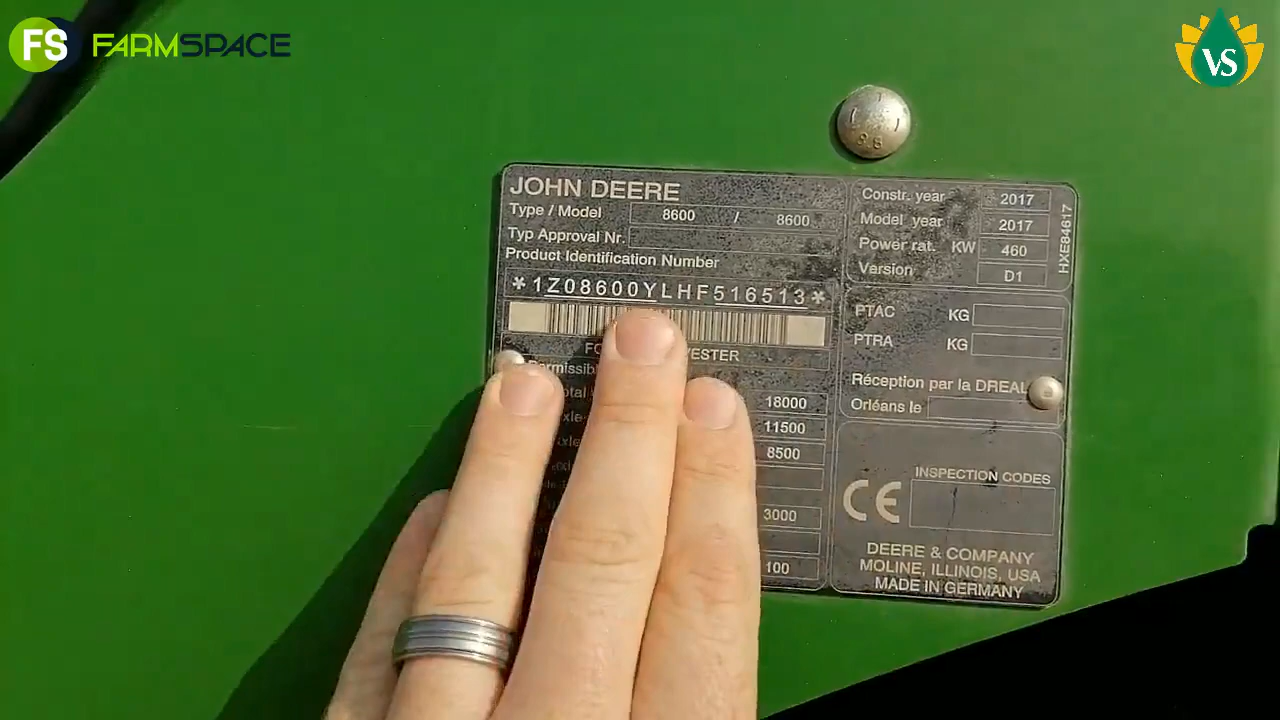 FS FARMSPACE
VS
8.8
JOHN DEERE
Type / Model 8600 / 8600
Typ Approval Nr.
Product Identification Number
*1Z08600YLHF516513*
VESTER
18000
11500
8500
3000
100
Constr. year 2017
Model year 2017
Power rat. KW 460
Version D1
HXE84617
PTAC KG
PTRA KG
Réception par la DREAL
Orléans le
INSPECTION CODES
CE
DEERE & COMPANY
MOLINE, ILLINOIS, USA
MADE IN GERMANY